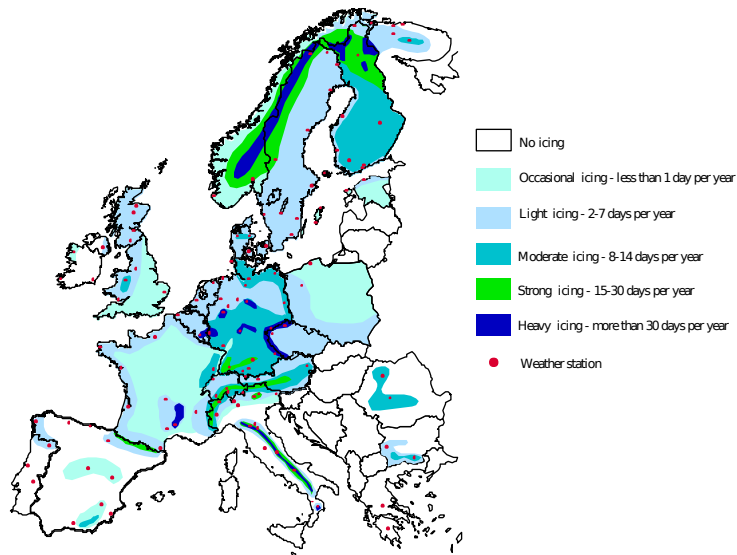 No icing
Occasional icing - less than 1 day per year
Light icing - 2-7 days per year
Moderate icing - 8-14 days per year
Strong icing - 15-30 days per year
Heavy icing - more than 30 days per year
Weather station